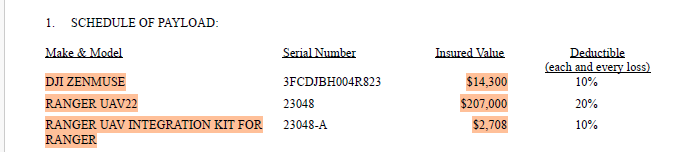 1. SCHEDULE OF PAYLOAD:
Make & Model Serial Number Insured Value Deductible
(each and every loss)
DJI ZENMUSE 3FCDJBH004R823 $14,300 10%
RANGER UAV22 23048 $207,000 20%
RANGER UAV INTEGRATION KIT FOR 23048-A $2,708 10%
RANGER